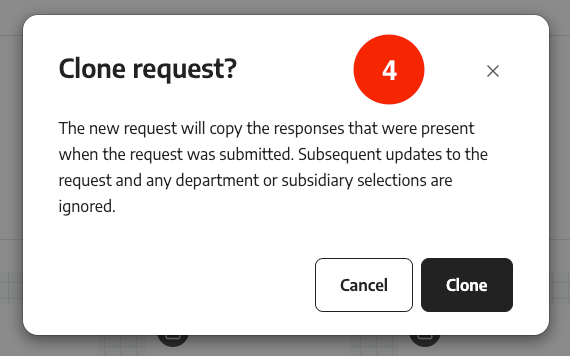 Clone request?
4
The new request will copy the responses that were present
when the request was submitted. Subsequent updates to the
request and any department or subsidiary selections are
ignored.
Cancel
Clone